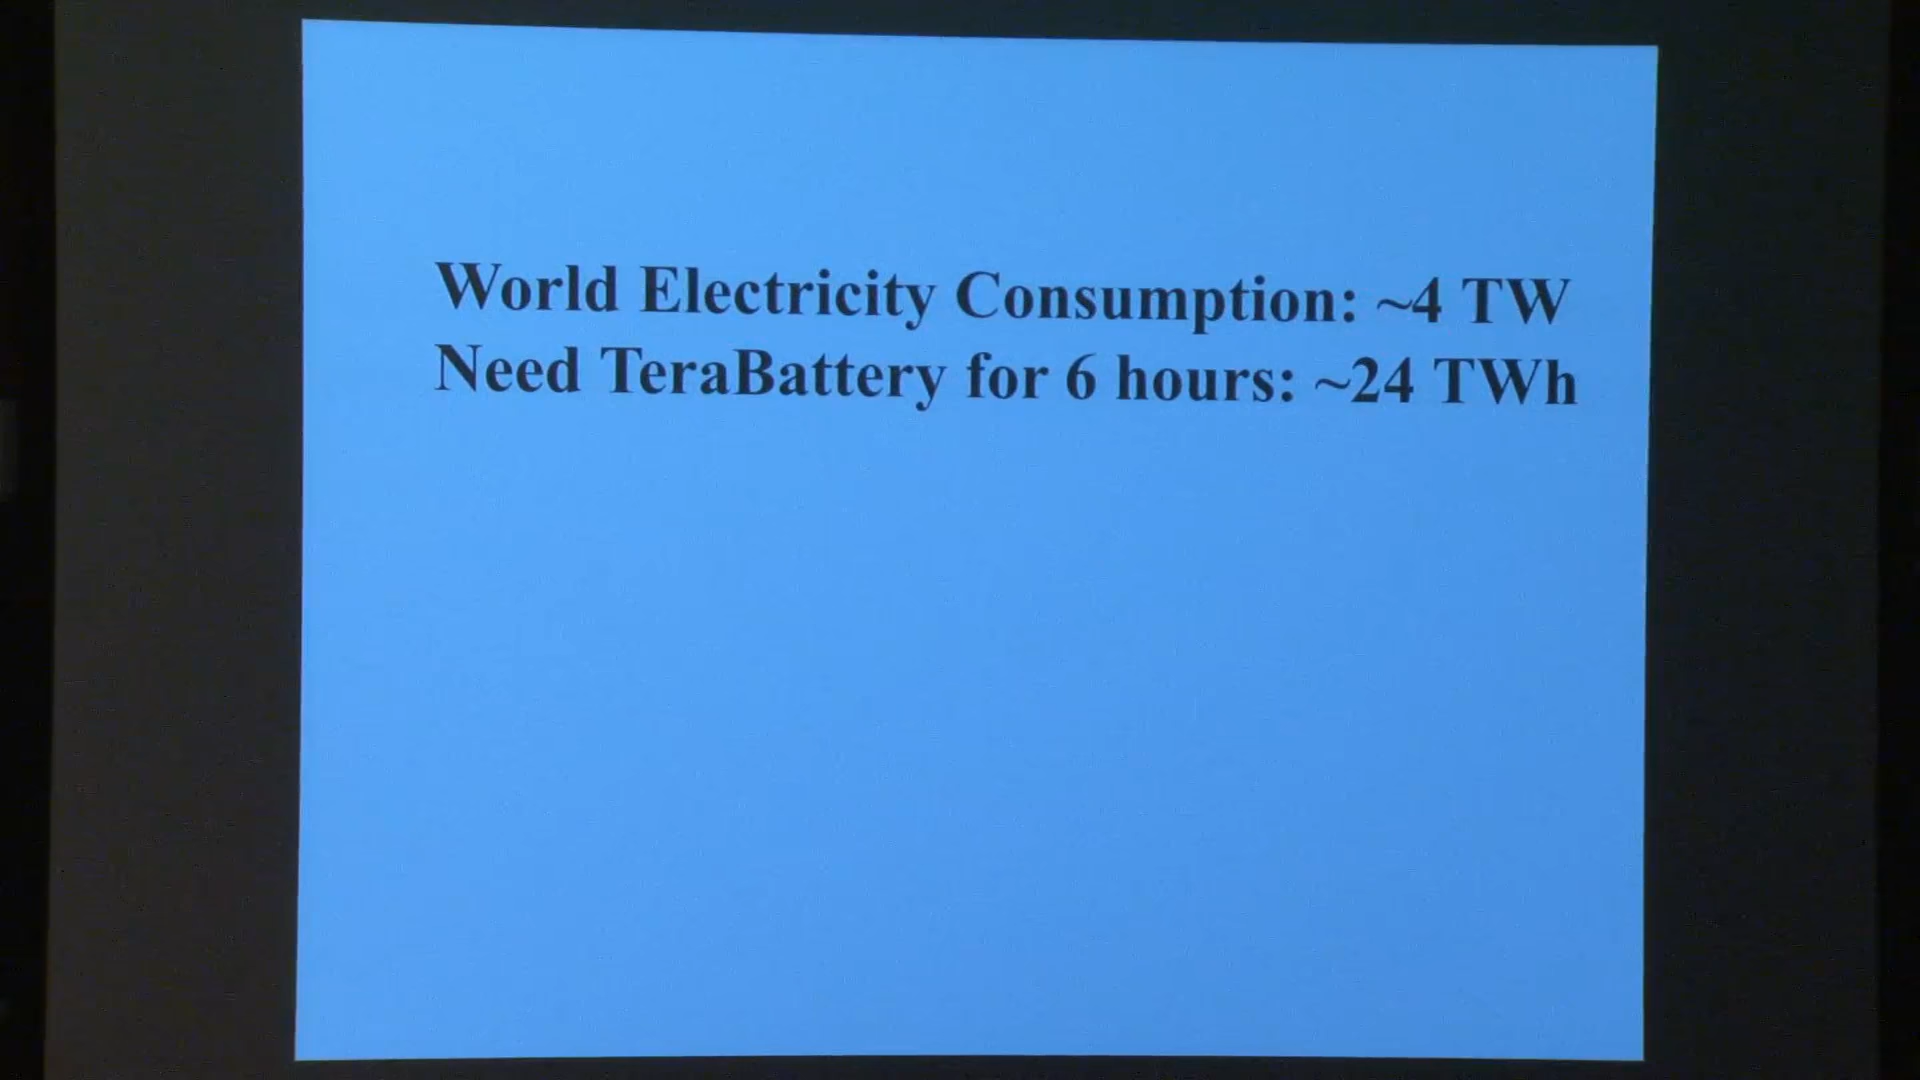 World Electricity Consumption: ~4 TW
Need TeraBattery for 6 hours: ~24 TWh